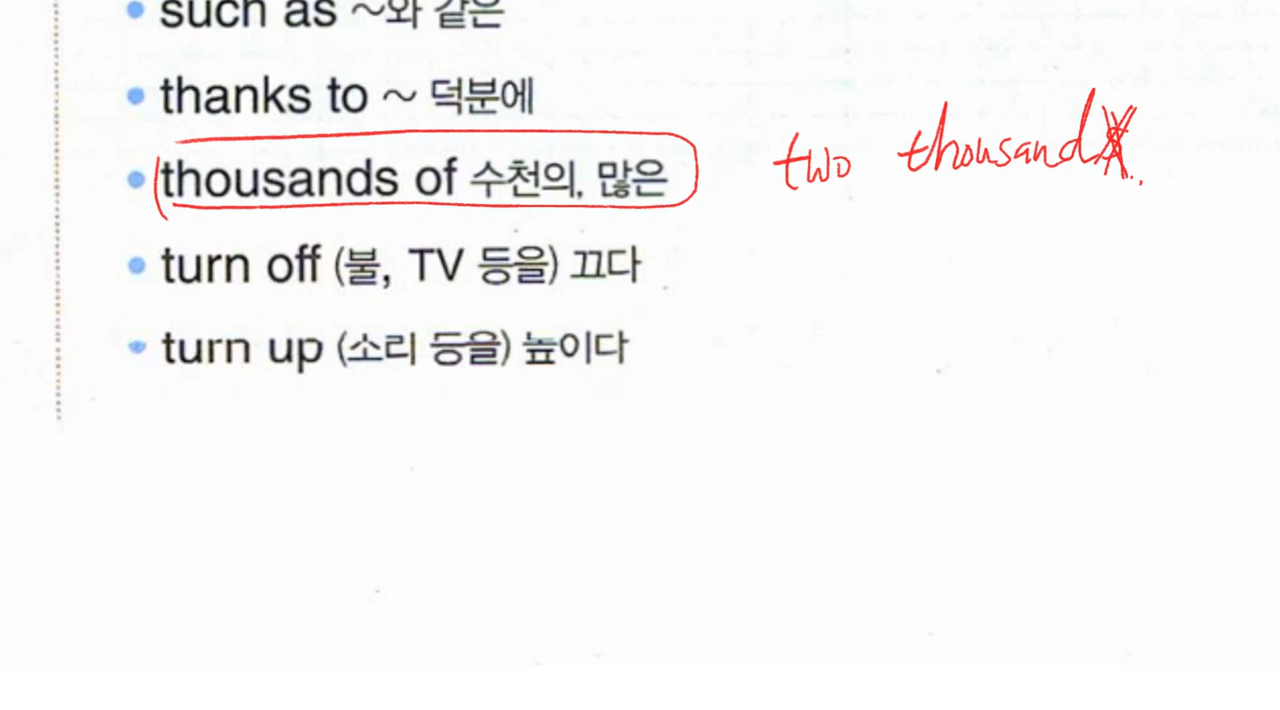 such as ~와 같은
thanks to ~ 덕분에
thousands of 수천의, 많은 two thousand
turn off (불, TV 등을) 끄다
turn up (소리 등을) 높이다